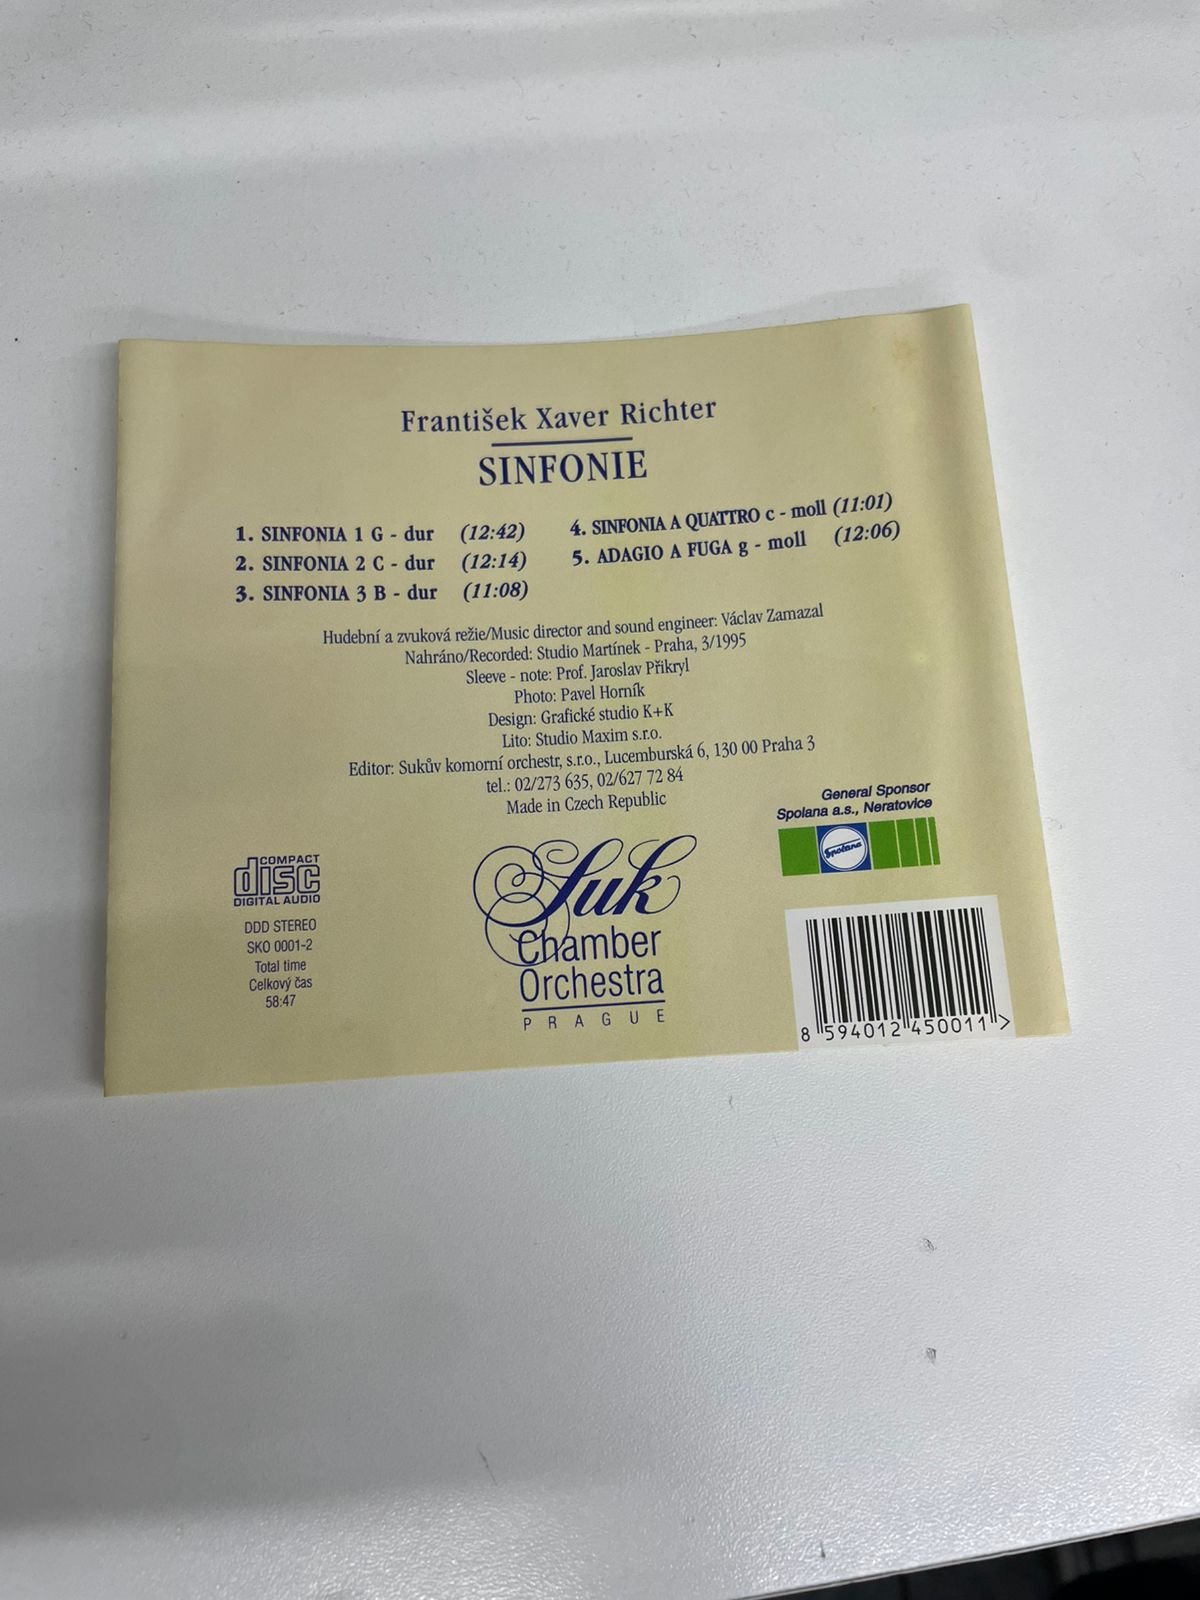 František Xaver Richter
SINFONIE
1. SINFONIA 1 G - dur (12:42)
2. SINFONIA 2 C - dur (12:14)
3. SINFONIA 3 B - dur (11:08)
4. SINFONIA A QUATTRO c - moll (11:01)
5. ADAGIO A FUGA g - moll (12:06)
Hudební a zvuková režie/Music director and sound engineer: Václav Zamazal
Nahráno/Recorded: Studio Martínek - Praha, 3/1995
Sleeve - note: Prof. Jaroslav Přikryl
Photo: Pavel Horník
Design: Grafické studio K+K
Lito: Studio Maxim s.r.o.
Editor: Sukův komorní orchestr, s.r.o., Lucemburská 6, 130 00 Praha 3
tel.: 02/273 635, 02/627 72 84
Made in Czech Republic
General Sponsor
Spolana a.s., Neratovice
Spolana
COMPACT
disc
DIGITAL AUDIO
DDD STEREO
SKO 0001-2
Total time
Celkový čas
58:47
Suk
Chamber
Orchestra
PRAGUE
8 594012 450011 >